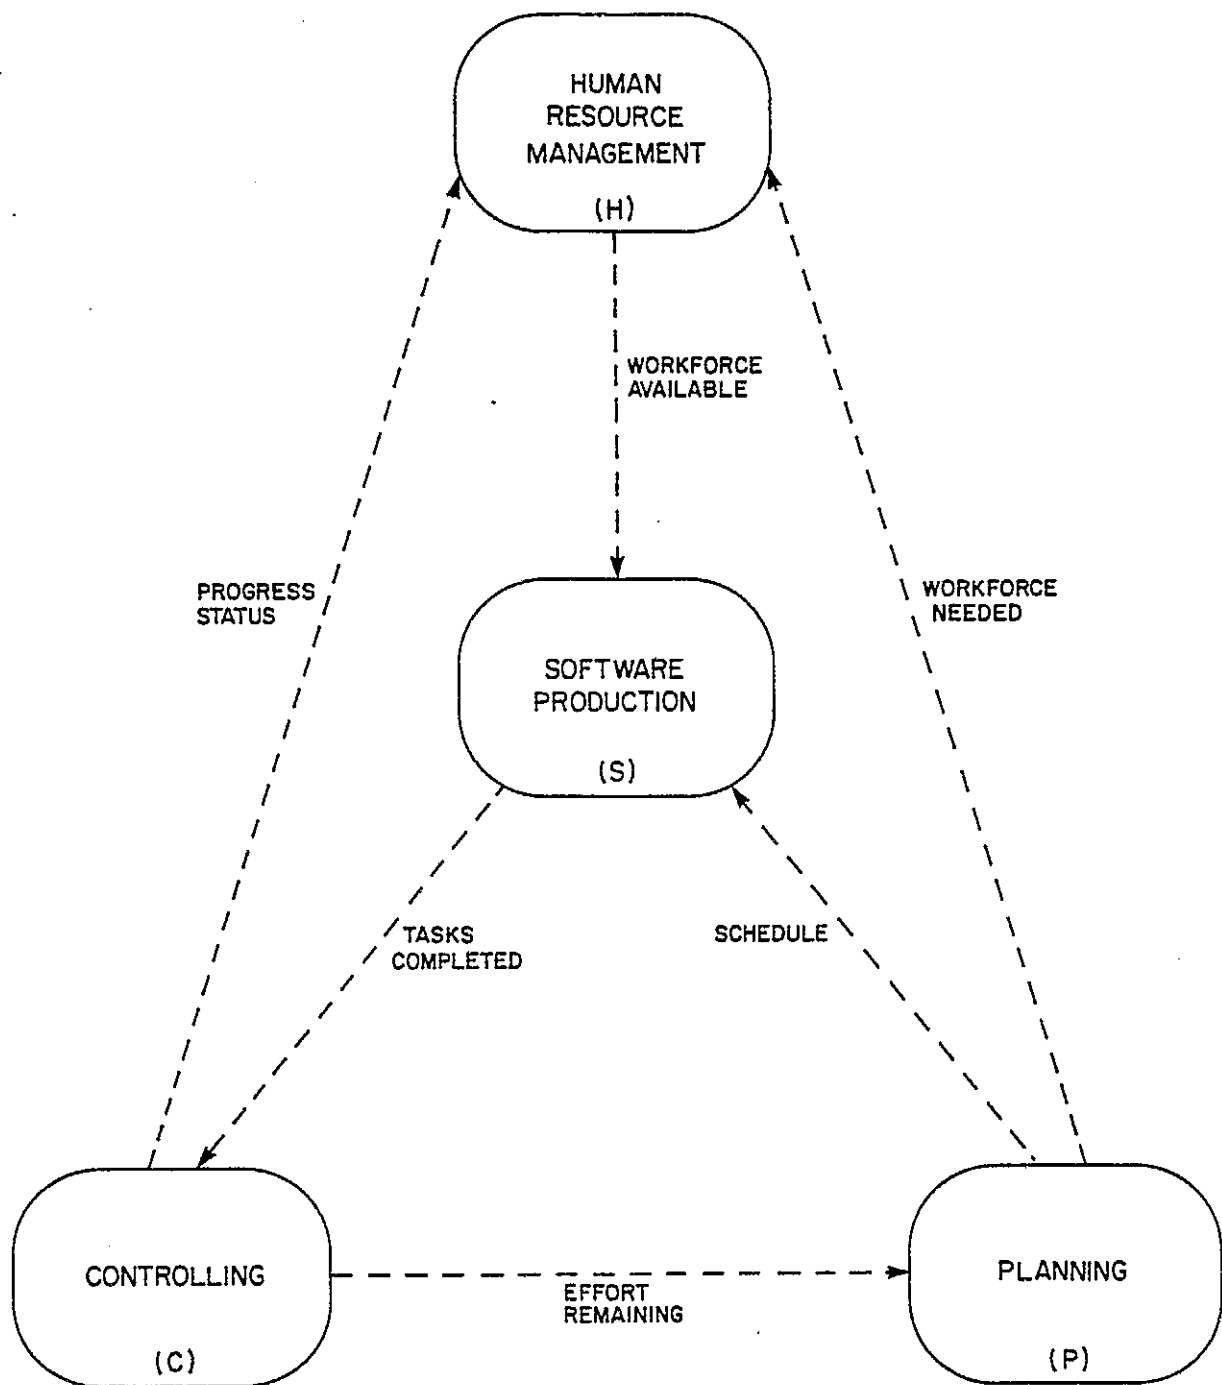 HUMAN
RESOURCE
MANAGEMENT
(H)
WORKFORCE
AVAILABLE
PROGRESS
STATUS
WORKFORCE
NEEDED
SOFTWARE
PRODUCTION
(S)
TASKS
COMPLETED
SCHEDULE
CONTROLLING
(C)
EFFORT
REMAINING
PLANNING
(P)